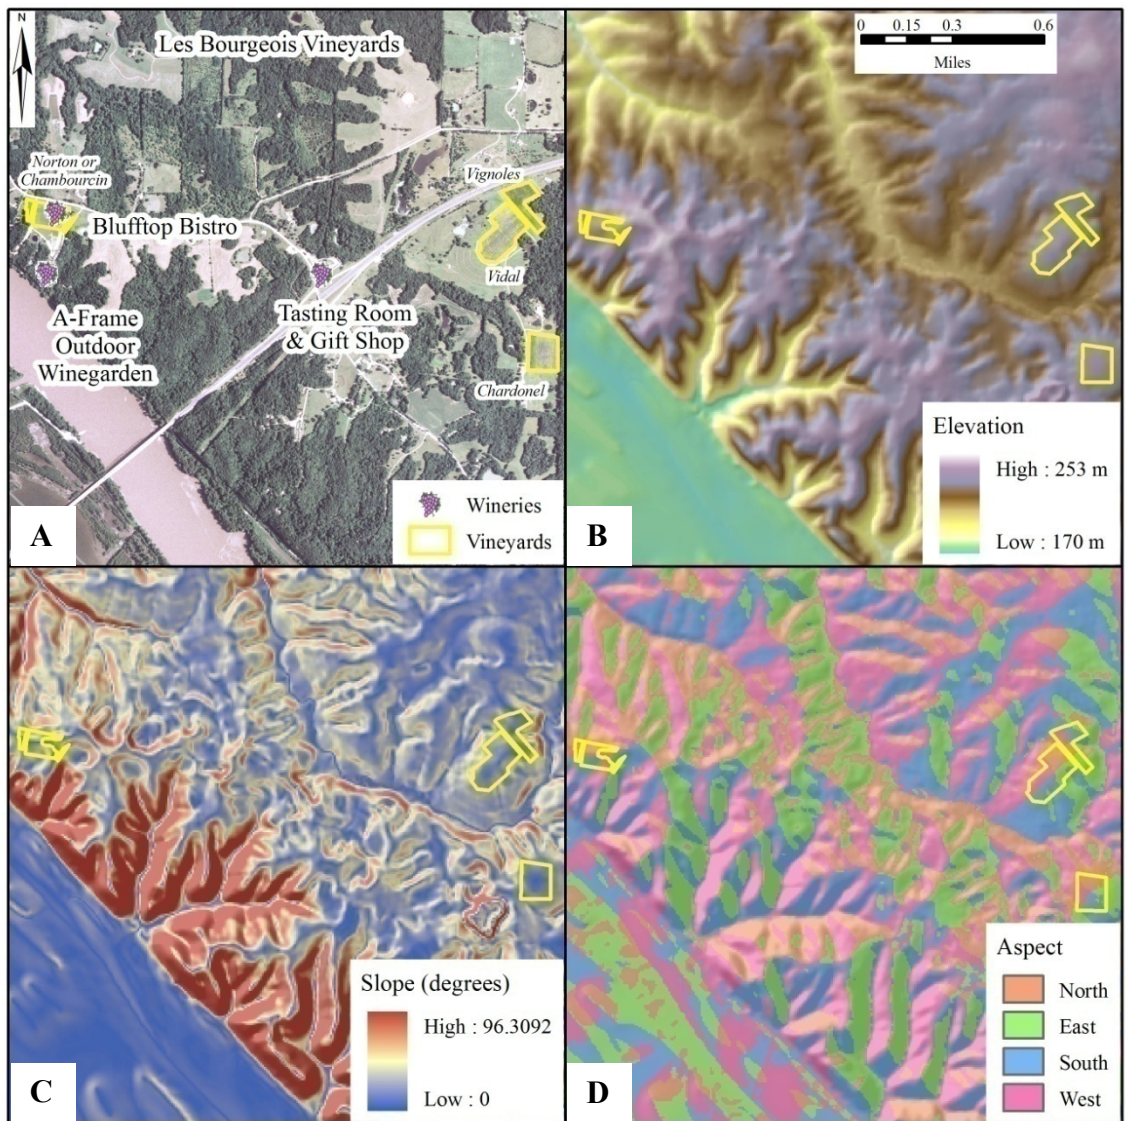 N
Les Bourgeois Vineyards
Norton or
Chambourcin
Vignoles
Blufftop Bistro
Vidal
A-Frame
Outdoor
Winegarden
Tasting Room
& Gift Shop
Chardonel
Wineries
Vineyards
A
0 0.15 0.3 0.6
Miles
Elevation
High : 253 m
Low : 170 m
B
Slope (degrees)
High : 96.3092
Low : 0
C
Aspect
North
East
South
West
D